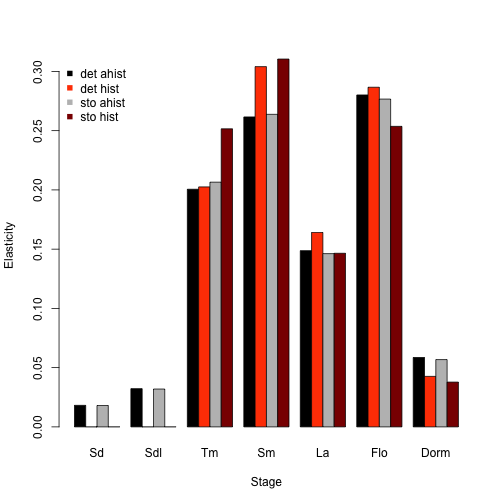 det ahist
det hist
sto ahist
sto hist
Elasticity
0.30
0.25
0.20
0.15
0.10
0.05
0.00
Sd Sdl Tm Sm La Flo Dorm
Stage